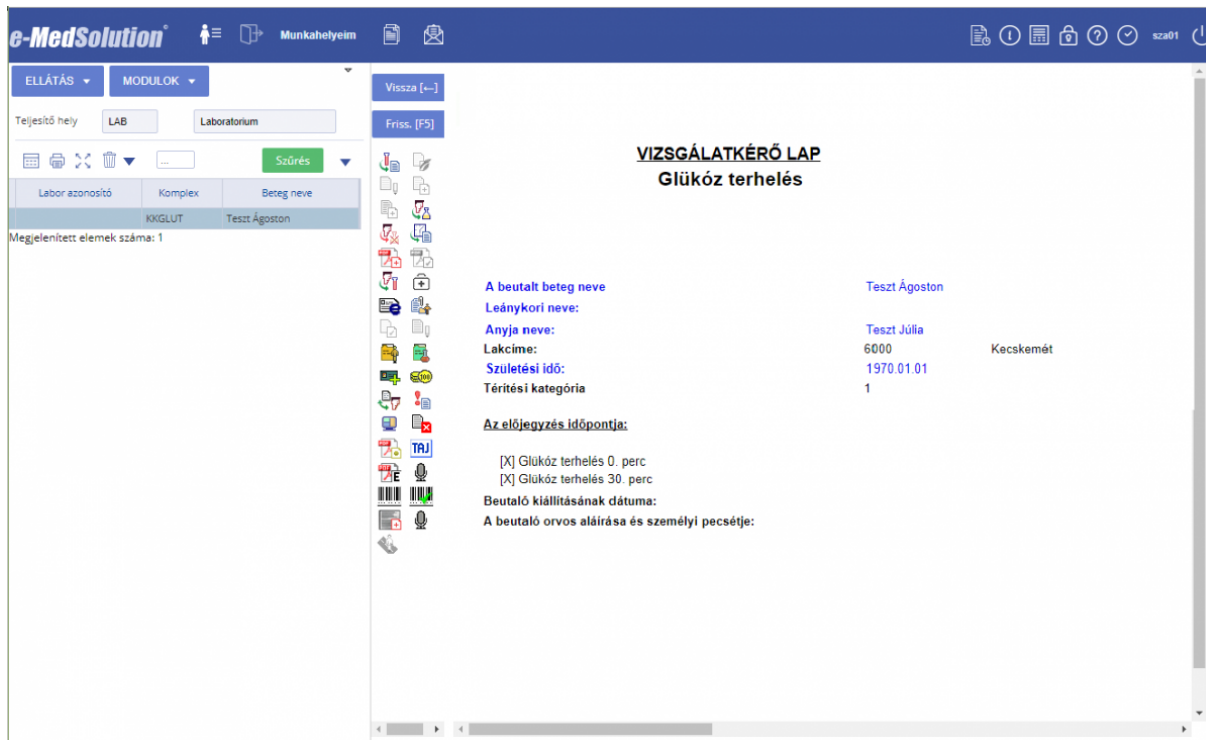 e-MedSolution°
Munkahelyeim
sza01
ELLÁTÁS
MODULOK
Teljesítő hely
LAB
Laboratorium
...
Szűrés
Labor azonosító
Komplex
Beteg neve
KKGLUT
Teszt Ágoston
Megjelenített elemek száma: 1
Vissza [←]
Friss. [F5]
TAJ
E
VIZSGÁLATKÉRŐ LAP
Glükóz terhelés
A beutalt beteg neve Teszt Ágoston
Leánykori neve:
Anyja neve: Teszt Júlia
Lakcíme: 6000 Kecskemét
Születési idő: 1970.01.01
Térítési kategória 1
Az előjegyzés időpontja:
[X] Glükóz terhelés 0. perc
[X] Glükóz terhelés 30. perc
Beutaló kiállításának dátuma:
A beutaló orvos aláírása és személyi pecsétje: